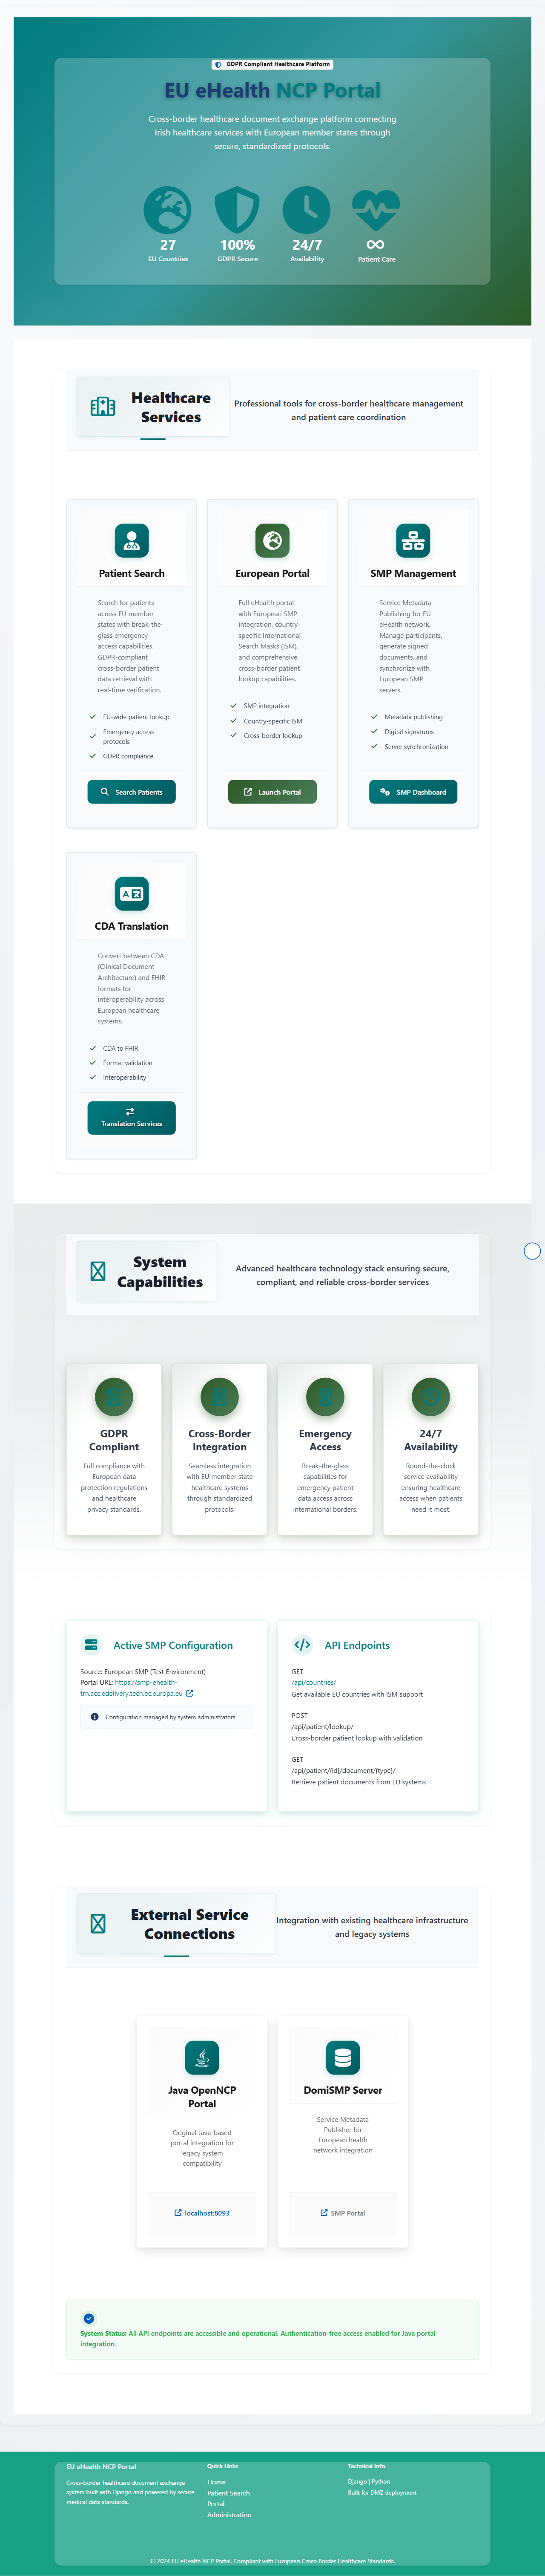 GDPR Compliant Healthcare Platform
EU eHealth NCP Portal
Cross-border healthcare document exchange platform connecting
Irish healthcare services with European member states through
secure, standardized protocols.
27
EU Countries
100%
GDPR Secure
24/7
Availability
∞
Patient Care
Healthcare
Services
Professional tools for cross-border healthcare management
and patient care coordination
Patient Search
Search for patients
across EU member
states with break-the-
glass emergency
access capabilities.
GDPR-compliant
cross-border patient
data retrieval with
real-time verification.
EU-wide patient lookup
Emergency access
protocols
GDPR compliance
Search Patients
European Portal
Full eHealth portal
with European SMP
integration, country-
specific International
Search Masks (ISM),
and comprehensive
cross-border patient
lookup capabilities.
SMP integration
Country-specific ISM
Cross-border lookup
Launch Portal
SMP Management
Service Metadata
Publishing for EU
eHealth network.
Manage participants,
generate signed
documents, and
synchronize with
European SMP
servers.
Metadata publishing
Digital signatures
Server synchronization
SMP Dashboard
CDA Translation
Convert between CDA
(Clinical Document
Architecture) and FHIR
formats for
interoperability across
European healthcare
systems.
CDA to FHIR
Format validation
Interoperability
Translation Services
System
Capabilities
Advanced healthcare technology stack ensuring secure,
compliant, and reliable cross-border services
GDPR
Compliant
Full compliance with
European data
protection regulations
and healthcare
privacy standards.
Cross-Border
Integration
Seamless integration
with EU member state
healthcare systems
through standardized
protocols.
Emergency
Access
Break-the-glass
capabilities for
emergency patient
data access across
international borders.
24/7
Availability
Round-the-clock
service availability
ensuring healthcare
access when patients
need it most.
Active SMP Configuration
Source: European SMP (Test Environment)
Portal URL: https://smp-ehealth-
trn.acc.edelivery.tech.ec.europa.eu
Configuration managed by system administrators
API Endpoints
GET
/api/countries/
Get available EU countries with ISM support
POST
/api/patient/lookup/
Cross-border patient lookup with validation
GET
/api/patient/{id}/document/{type}/
Retrieve patient documents from EU systems
External Service
Connections
Integration with existing healthcare infrastructure
and legacy systems
Java OpenNCP
Portal
Original Java-based
portal integration for
legacy system
compatibility
localhost:8093
DomiSMP Server
Service Metadata
Publisher for
European health
network integration
SMP Portal
System Status: All API endpoints are accessible and operational. Authentication-free access enabled for Java portal
integration.
EU eHealth NCP Portal
Cross-border healthcare document exchange
system built with Django and powered by secure
medical data standards.
Quick Links
Home
Patient Search
Portal
Administration
Technical Info
Django | Python
Built for DMZ deployment
© 2024 EU eHealth NCP Portal. Compliant with European Cross-Border Healthcare Standards.